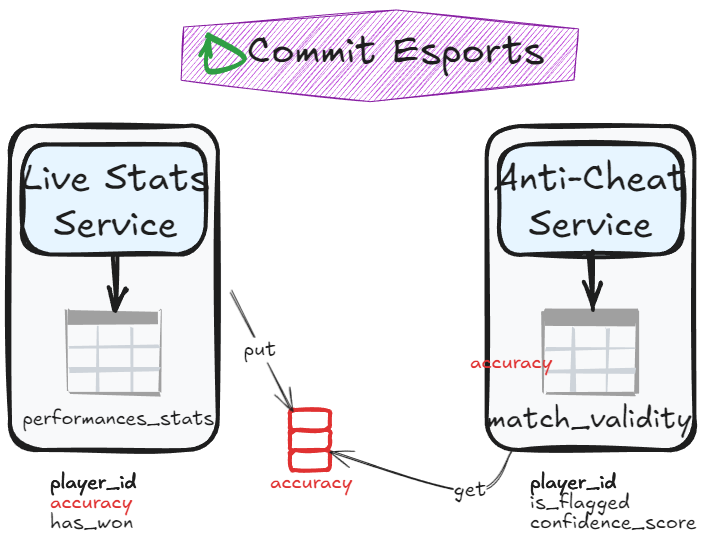 Commit Esports
Live Stats
Service
Anti-Cheat
Service
put
accuracy
performances_stats
match_validity
accuracy
get
player_id
accuracy
has_won
player_id
is_flagged
confidence_score